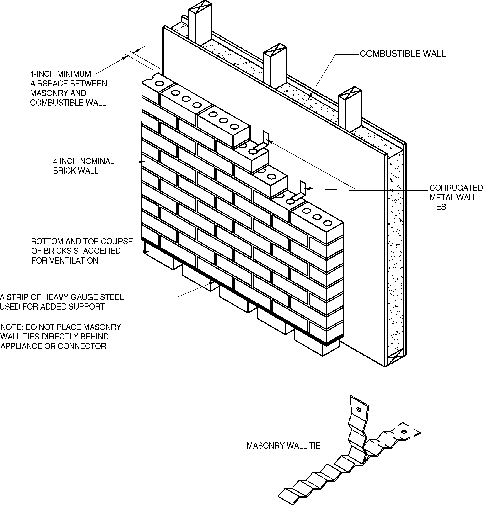 COMBUSTIBLE WALL
1-INCH MINIMUM
AIRSPACE BETWEEN
MASONRY AND
COMBUSTIBLE WALL
4-INCH NOMINAL
BRICK WALL
CORRUGATED
METAL WALL
TIES
BOTTOM AND TOP COURSE
OF BRICKS STAGGERED
FOR VENTILATION
A STRIP OF HEAVY GAUGE STEEL
USED FOR ADDED SUPPORT
NOTE: DO NOT PLACE MASONRY
WALL TIES DIRECTLY BEHIND
APPLIANCE OR CONNECTOR
MASONRY WALL TIE